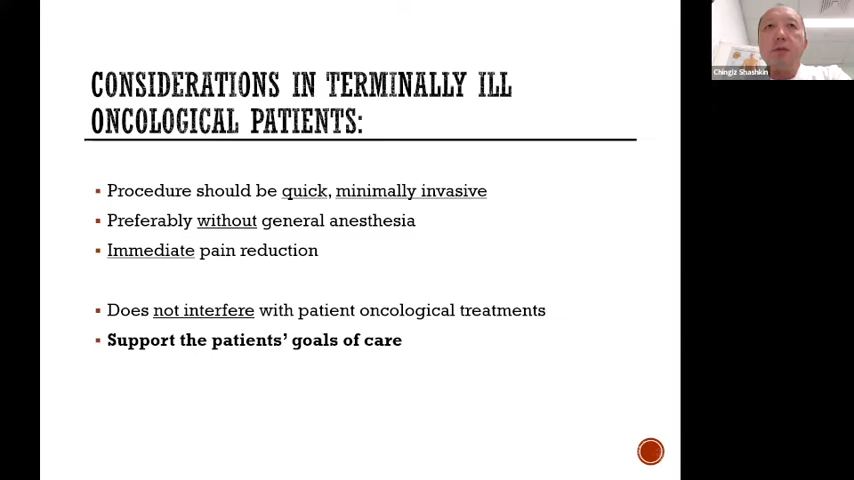 CONSIDERATIONS IN TERMINALLY ILL
ONCOLOGICAL PATIENTS:
▪ Procedure should be quick, minimally invasive
▪ Preferably without general anesthesia
▪ Immediate pain reduction
▪ Does not interfere with patient oncological treatments
▪ Support the patients' goals of care
Chingiz Shashkin